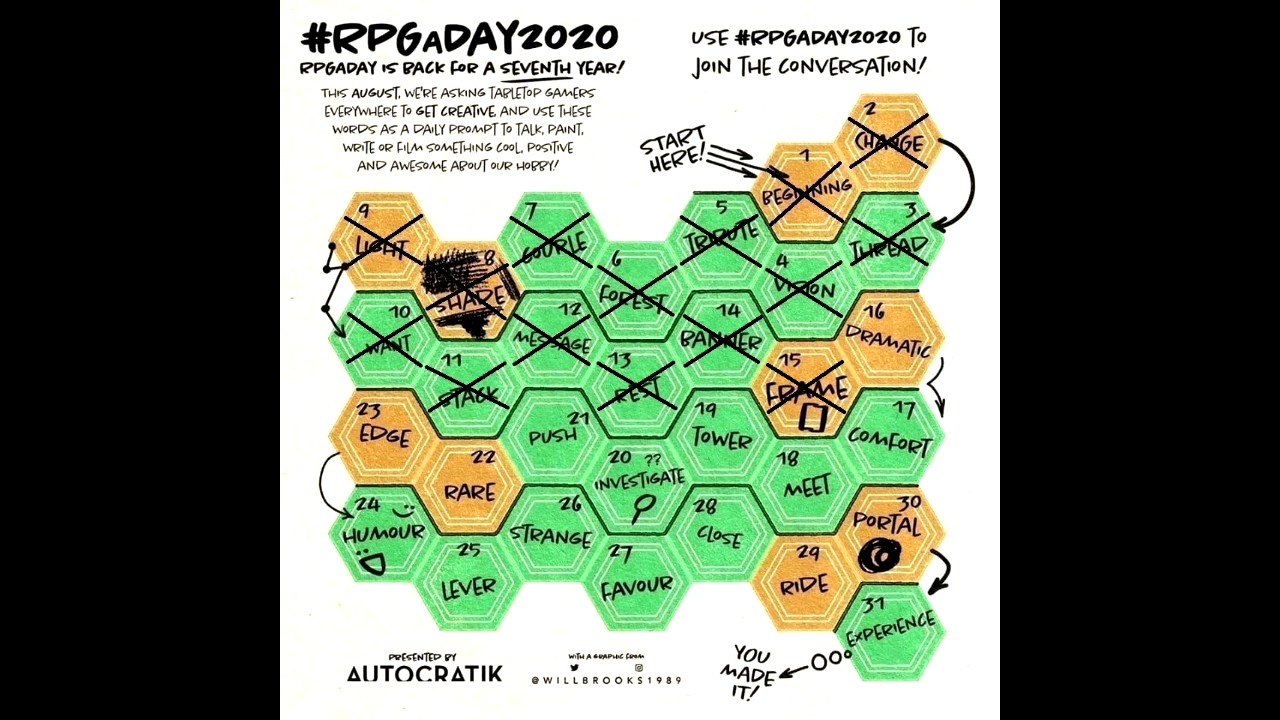 #RPGaDAY2020
RPGADAY IS BACK FOR A SEVENTH YEAR!
THIS AUGUST, WE'RE ASKING TABLETOP GAMERS
EVERYWHERE TO GET CREATIVE, AND USE THESE
WORDS AS A DAILY PROMPT TO TALK, PAINT,
WRITE OR FILM SOMETHING COOL, POSITIVE
AND AWESOME ABOUT OUR HOBBY!
USE #RPGADAY2020 TO
JOIN THE CONVERSATION!
START
HERE!
1
BEGINNING
2
CHANGE
3
THREAD
4
VISION
5
TRIBUTE
6
FOREST
7
COUPLE
8
SHADE
9
LIGHT
10
WANT
11
STACK
12
MESSAGE
13
REST
14
BANNER
15
FRAME
16
DRAMATIC
17
COMFORT
18
MEET
19
TOWER
20 ??
INVESTIGATE
21
PUSH
22
RARE
23
EDGE
24
HUMOUR
25
LEVER
26
STRANGE
27
FAVOUR
28
CLOSE
29
RIDE
30
PORTAL
31
EXPERIENCE
YOU
MADE
IT!
PRESENTED BY
AUTOCRATIK
WITH A GRAPHIC FROM
@WILLBROOKS1989